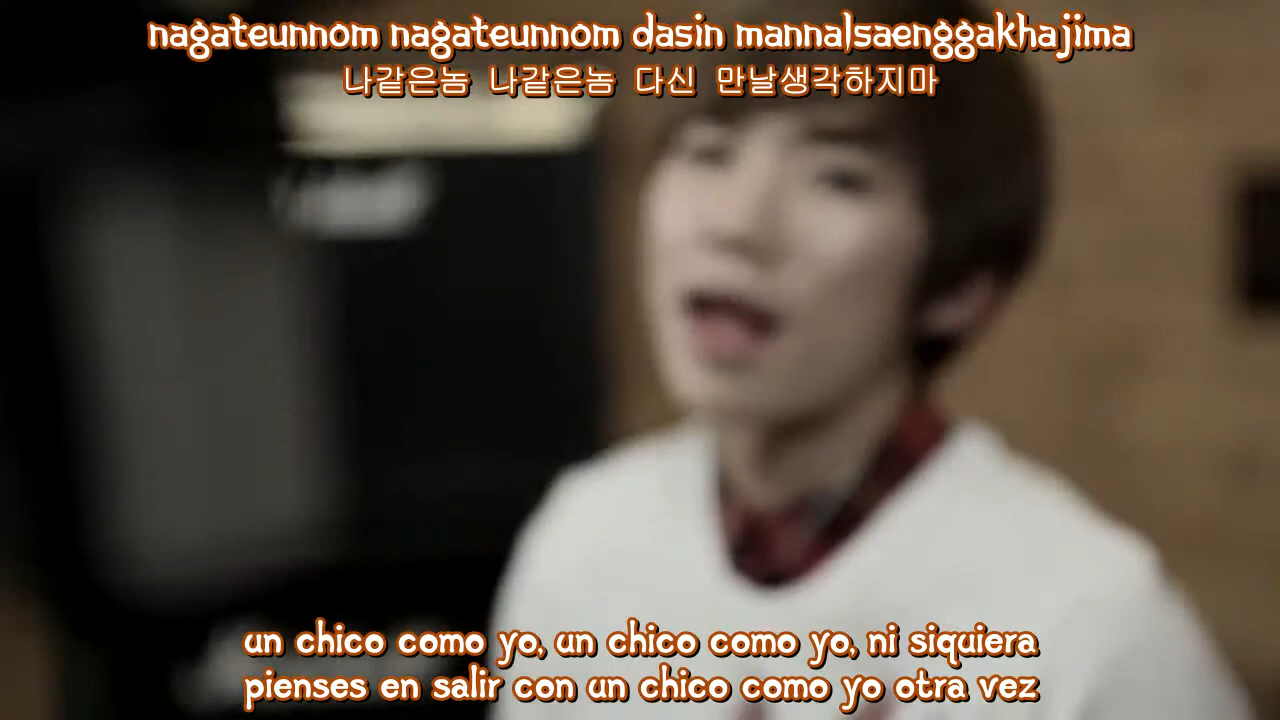 nagateunnom nagateunnom dasin mannalsaenggakhajima
나같은놈 나같은놈 다신 만날생각하지마
un chico como yo, un chico como yo, ni siquiera
pienses en salir con un chico como yo otra vez